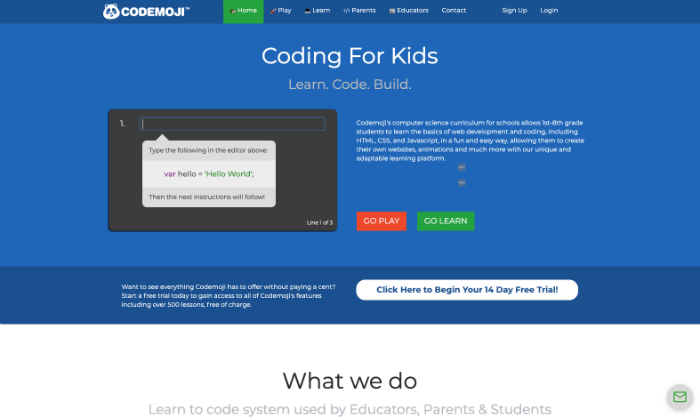 CODEMOJI™
Home Play Learn </> Parents Educators Contact Sign Up Login
Coding For Kids
Learn. Code. Build.
1.
Type the following in the editor above:
var hello = 'Hello World';
Then the next instructions will follow!
Line 1 of 3
Codemoji's computer science curriculum for schools allows 1st-8th grade
students to learn the basics of web development and coding, including
HTML, CSS, and Javascript, in a fun and easy way, allowing them to create
their own websites, animations and much more with our unique and
adaptable learning platform.
GO PLAY GO LEARN
Want to see everything Codemoji has to offer without paying a cent?
Start a free trial today to gain access to all of Codemoji's features
including over 500 lessons, free of charge.
Click Here to Begin Your 14 Day Free Trial!
What we do
Learn to code system used by Educators, Parents & Students